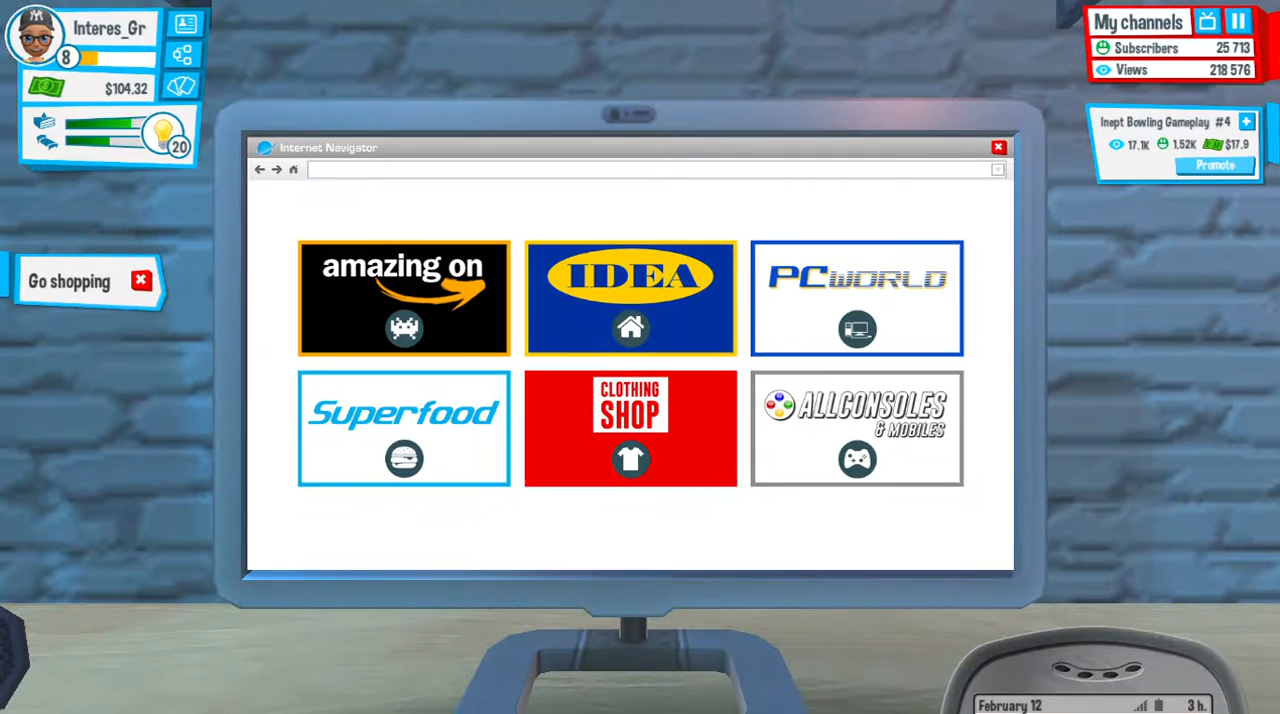 Interes_Gr
8
$104.32
20
My channels
Subscribers 25 713
Views 218 576
Inept Bowling Gameplay #4
17.1K 1.52K $17.9
Promote
Go shopping
Internet Navigator
amazing on
IDEA
PCWORLD
Superfood
CLOTHING
SHOP
ALLCONSOLES
& MOBILES
February 12 3 h.